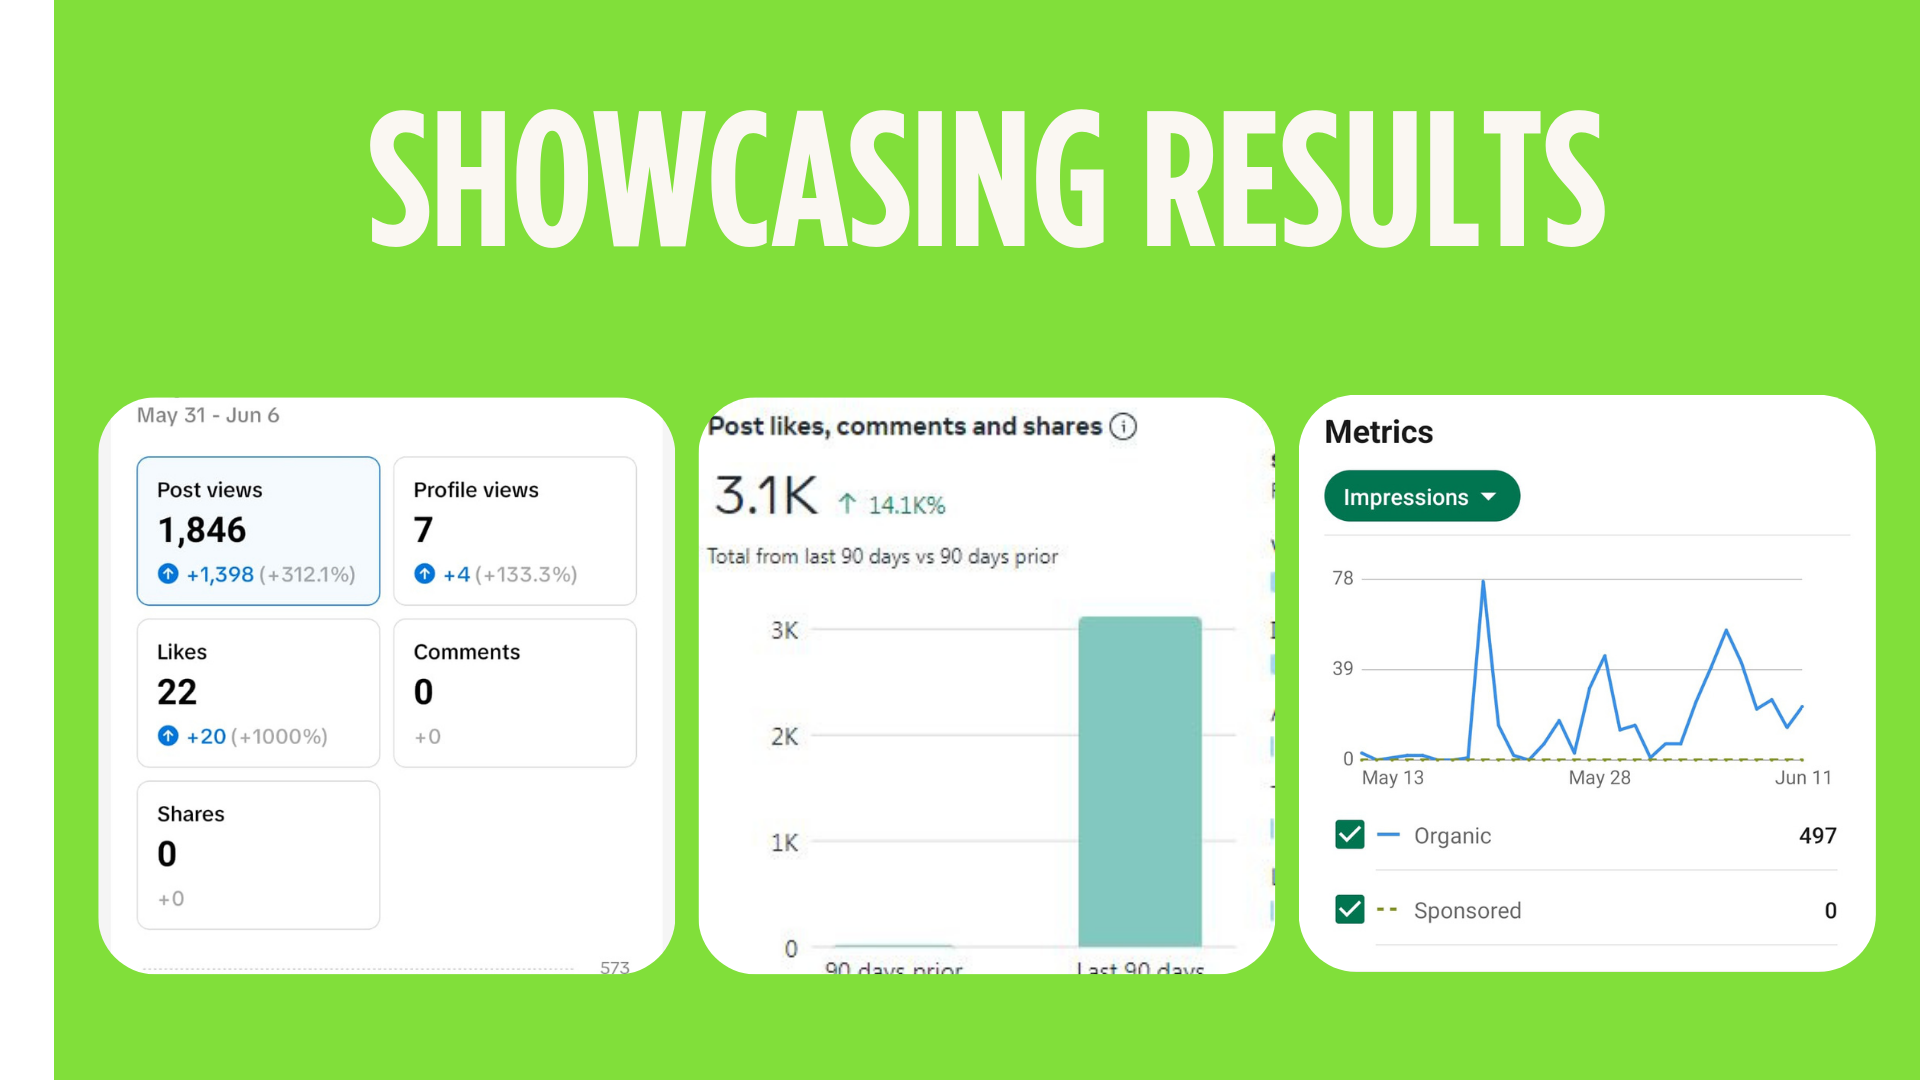 SHOWCASING RESULTS
May 31 - Jun 6
Post views
1,846
+1,398 (+312.1%)
Profile views
7
+4 (+133.3%)
Likes
22
+20 (+1000%)
Comments
0
+0
Shares
0
+0
573
Post likes, comments and shares
3.1K ↑ 14.1K%
Total from last 90 days vs 90 days prior
3K
2K
1K
0
90 days prior
Last 90 days
Metrics
Impressions
78
39
0
May 13
May 28
Jun 11
Organic
497
Sponsored
0